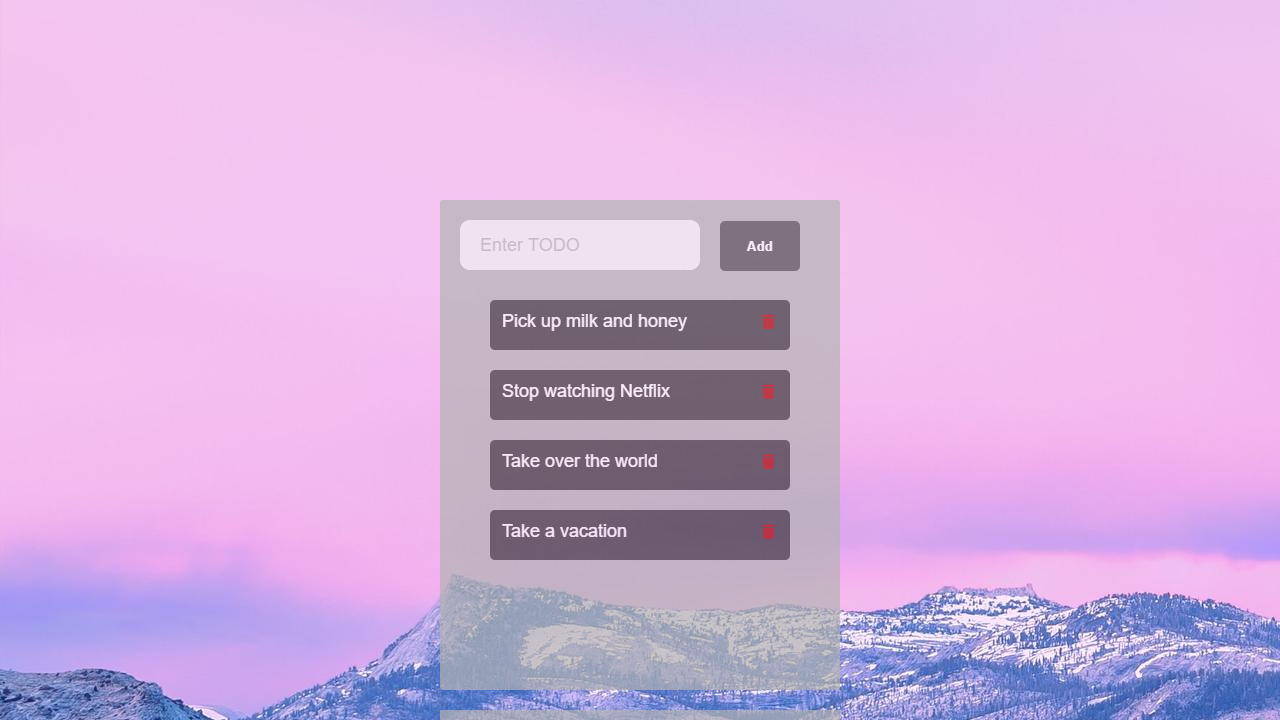 Enter TODO
Add
Pick up milk and honey
Stop watching Netflix
Take over the world
Take a vacation